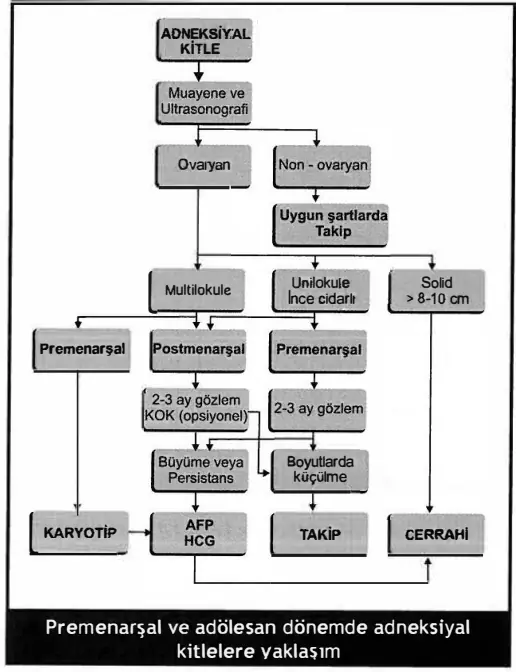 ADNEKSİYAL
KİTLE
Muayene ve
Ultrasonografi
Ovaryan
Non - ovaryan
Uygun şartlarda
Takip
Multilokule
Unilokule
İnce cidarlı
Solid
> 8-10 cm
Premenarşal
Postmenarşal
Premenarşal
2-3 ay gözlem
KOK (opsiyonel)
2-3 ay gözlem
Büyüme veya
Persistans
Boyutlarda
küçülme
KARYOTİP
AFP
HCG
TAKİP
CERRAHİ
Premenarşal ve adölesan dönemde adneksiyal
kitlelere yaklaşım